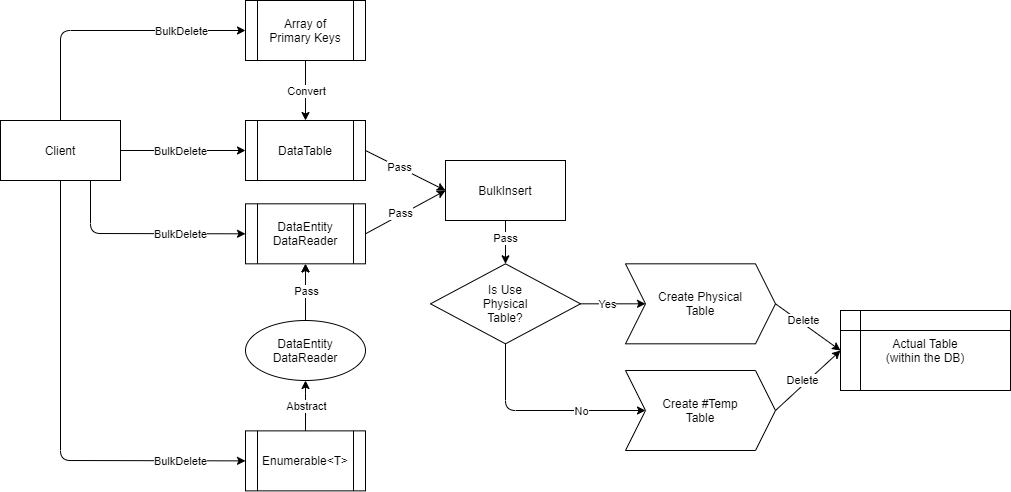 BulkDelete
Array of
Primary Keys
Convert
Client
BulkDelete
DataTable
Pass
BulkInsert
Pass
BulkDelete
DataEntity
DataReader
Pass
Pass
Is Use
Physical
Table?
Yes
Create Physical
Table
Delete
Actual Table
(within the DB)
DataEntity
DataReader
Abstract
No
Create #Temp
Table
Delete
BulkDelete
Enumerable<T>